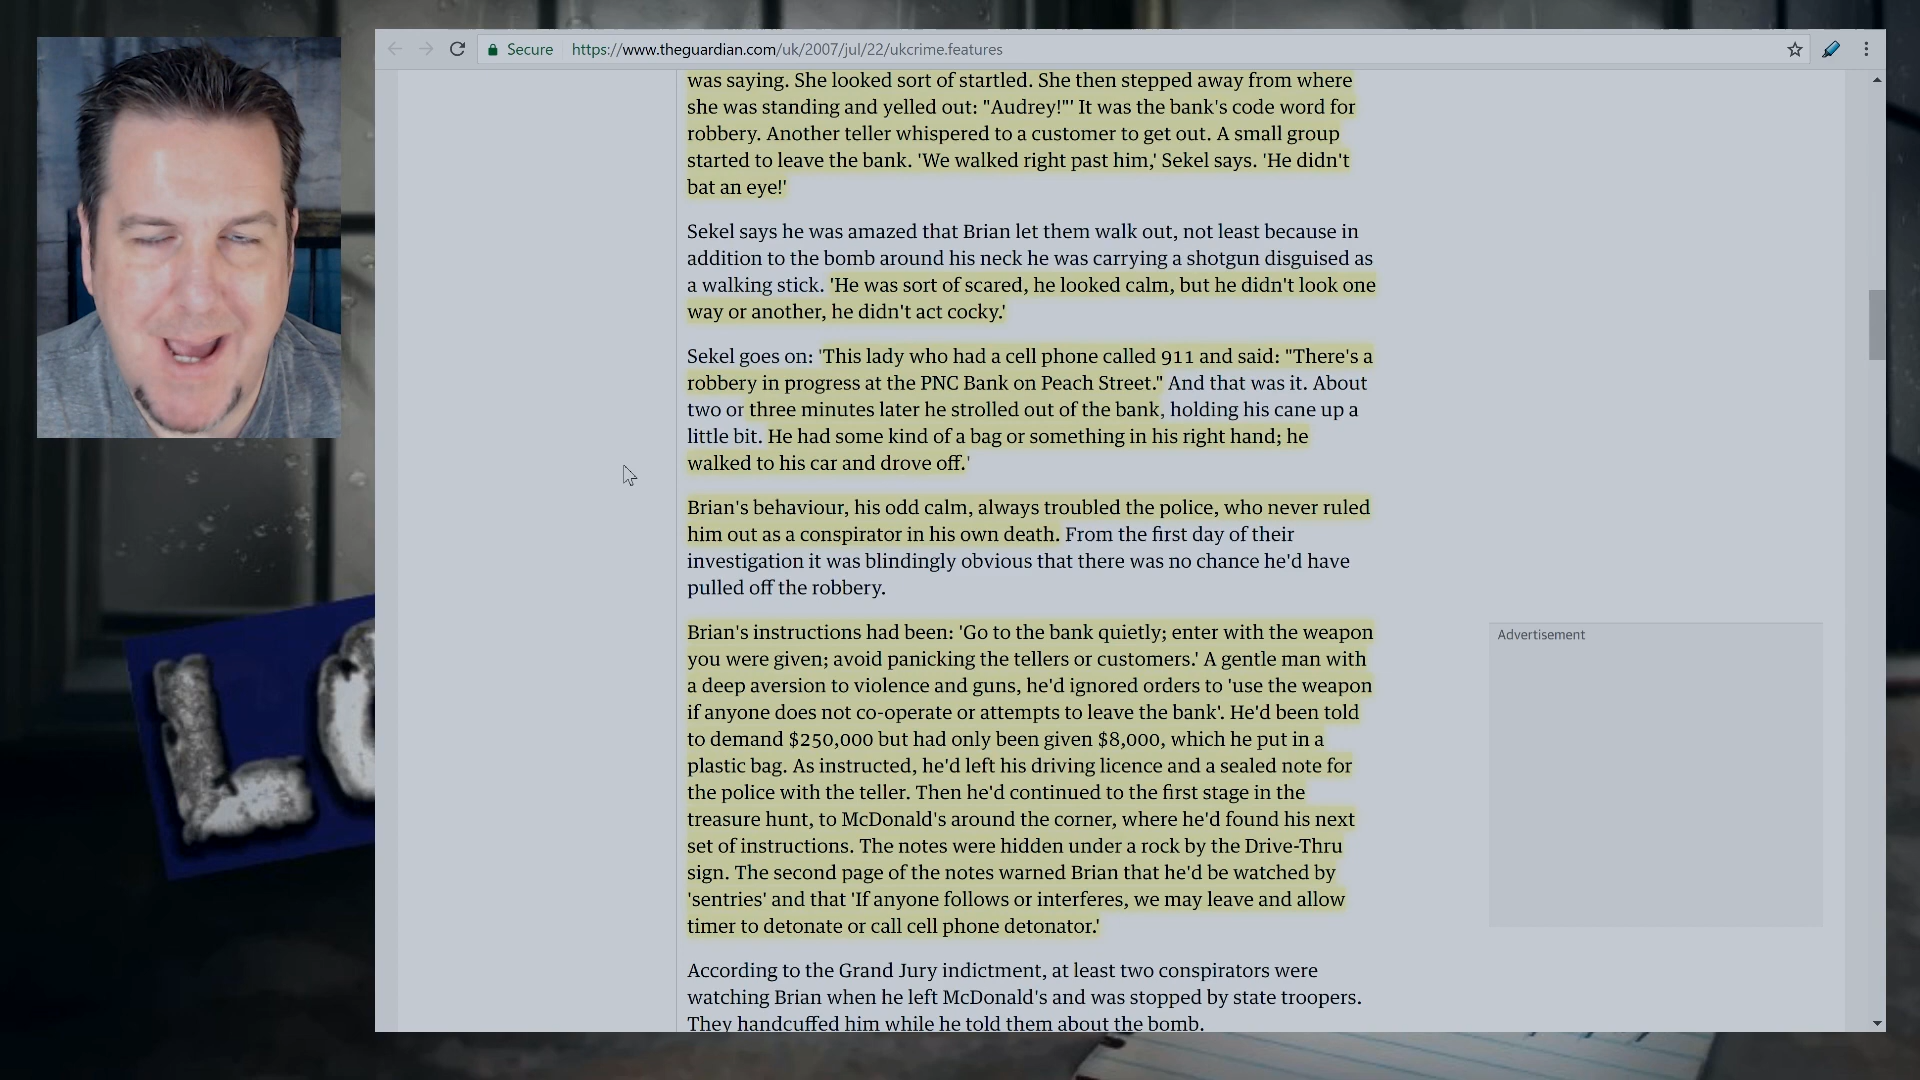 Secure
https://www.theguardian.com/uk/2007/jul/22/ukcrime.features
was saying. She looked sort of startled. She then stepped away from where
she was standing and yelled out: "Audrey!"' It was the bank's code word for
robbery. Another teller whispered to a customer to get out. A small group
started to leave the bank. 'We walked right past him,' Sekel says. 'He didn't
bat an eye!'
Sekel says he was amazed that Brian let them walk out, not least because in
addition to the bomb around his neck he was carrying a shotgun disguised as
a walking stick. 'He was sort of scared, he looked calm, but he didn't look one
way or another, he didn't act cocky.'
Sekel goes on: 'This lady who had a cell phone called 911 and said: "There's a
robbery in progress at the PNC Bank on Peach Street." And that was it. About
two or three minutes later he strolled out of the bank, holding his cane up a
little bit. He had some kind of a bag or something in his right hand; he
walked to his car and drove off.'
Brian's behaviour, his odd calm, always troubled the police, who never ruled
him out as a conspirator in his own death. From the first day of their
investigation it was blindingly obvious that there was no chance he'd have
pulled off the robbery.
Brian's instructions had been: 'Go to the bank quietly; enter with the weapon
you were given; avoid panicking the tellers or customers.' A gentle man with
a deep aversion to violence and guns, he'd ignored orders to 'use the weapon
if anyone does not co-operate or attempts to leave the bank'. He'd been told
to demand $250,000 but had only been given $8,000, which he put in a
plastic bag. As instructed, he'd left his driving licence and a sealed note for
the police with the teller. Then he'd continued to the first stage in the
treasure hunt, to McDonald's around the corner, where he'd found his next
set of instructions. The notes were hidden under a rock by the Drive-Thru
sign. The second page of the notes warned Brian that he'd be watched by
'sentries' and that 'If anyone follows or interferes, we may leave and allow
timer to detonate or call cell phone detonator.'
According to the Grand Jury indictment, at least two conspirators were
watching Brian when he left McDonald's and was stopped by state troopers.
They handcuffed him while he told them about the bomb.
Advertisement